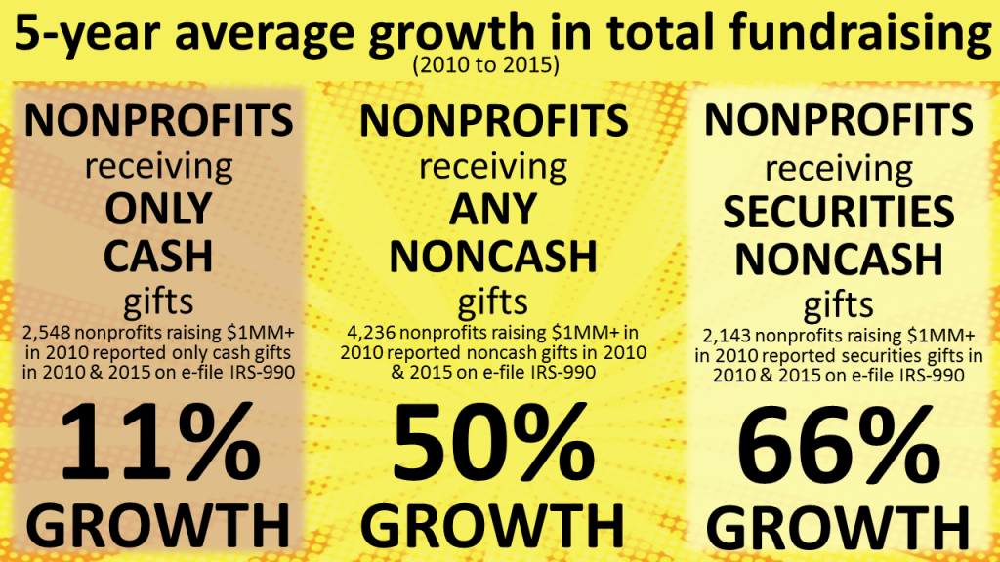 5-year average growth in total fundraising
(2010 to 2015)
NONPROFITS
receiving
ONLY
CASH
gifts
2,548 nonprofits raising $1MM+
in 2010 reported only cash gifts
in 2010 & 2015 on e-file IRS-990
11%
GROWTH
NONPROFITS
receiving
ANY
NONCASH
gifts
4,236 nonprofits raising $1MM+ in
2010 reported noncash gifts in 2010
& 2015 on e-file IRS-990
50%
GROWTH
NONPROFITS
receiving
SECURITIES
NONCASH
gifts
2,143 nonprofits raising $1MM+
in 2010 reported securities gifts in
2010 & 2015 on e-file IRS-990
66%
GROWTH